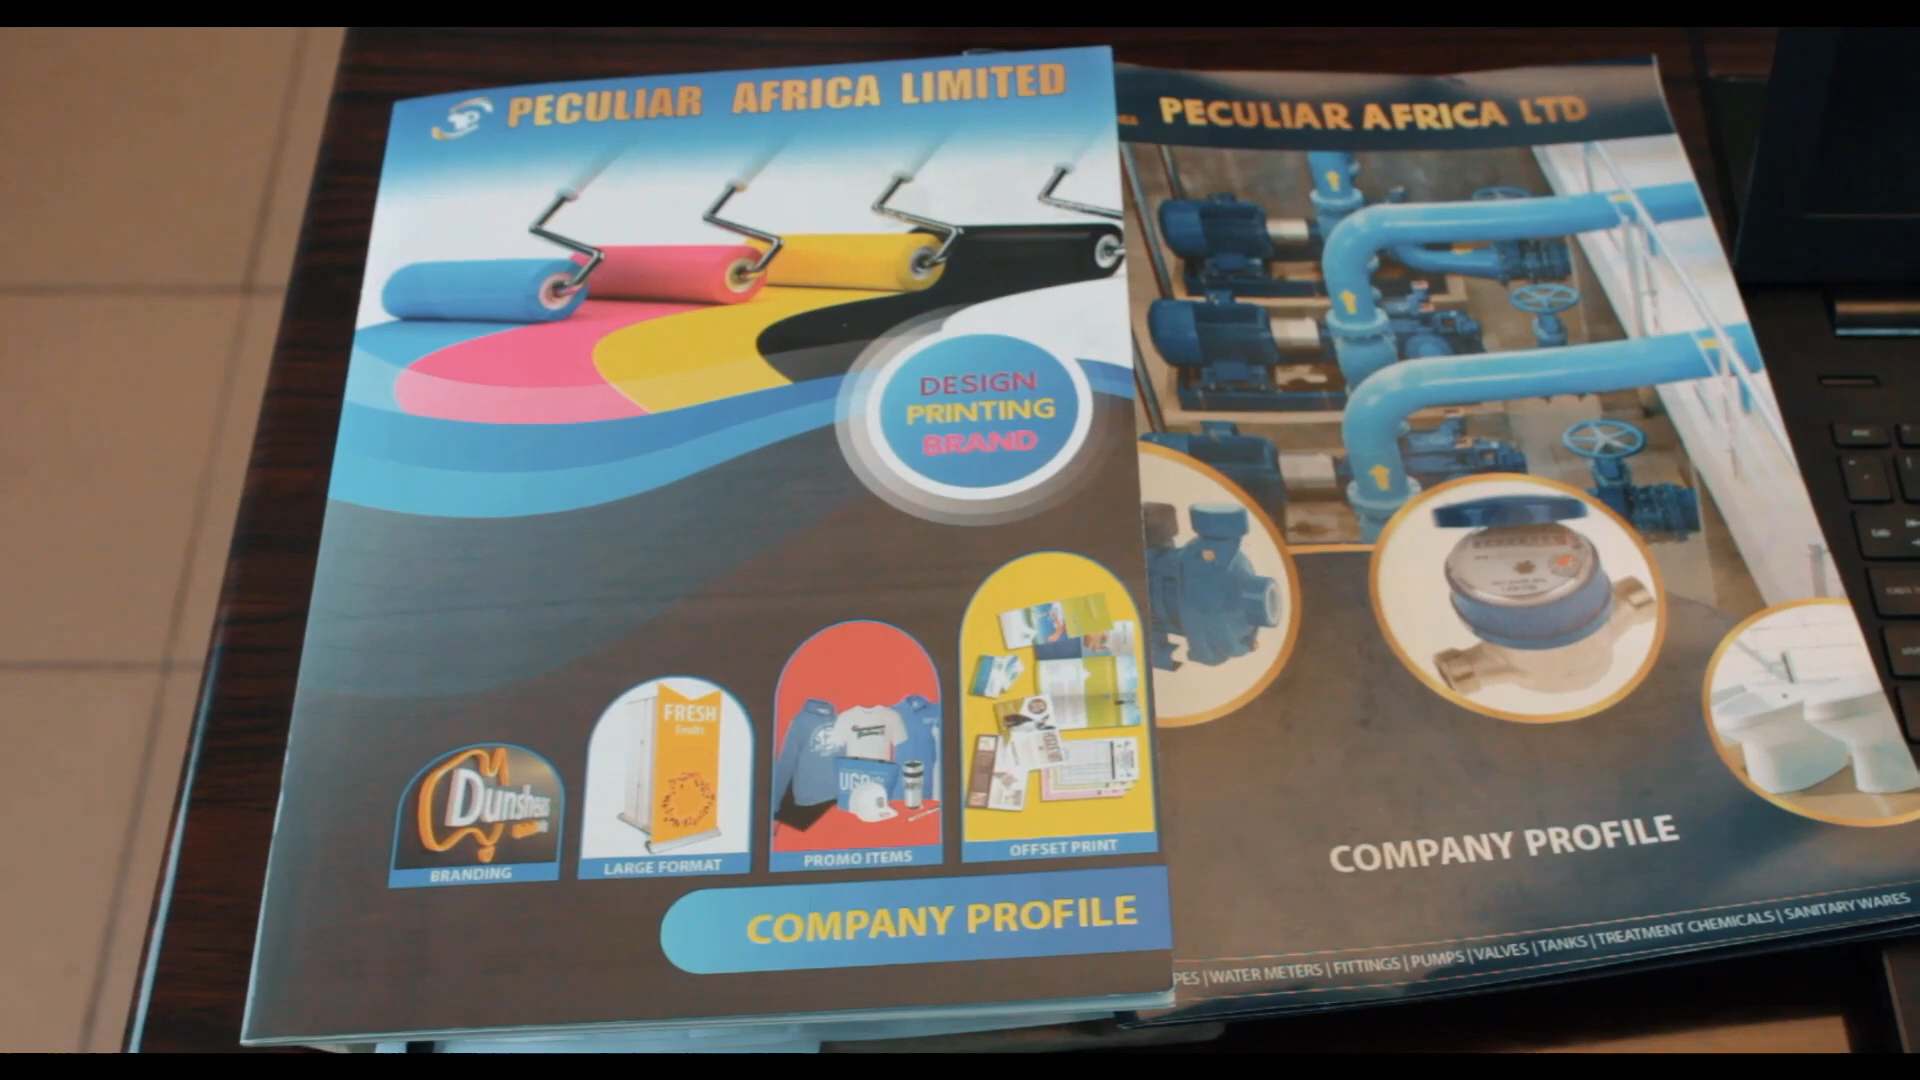 PECULIAR AFRICA LIMITED
DESIGN
PRINTING
BRAND
FRESH
Fruits
BRANDING
LARGE FORMAT
PROMO ITEMS
OFFSET PRINT
COMPANY PROFILE
PECULIAR AFRICA LTD
COMPANY PROFILE
PES | WATER METERS | FITTINGS | PUMPS | VALVES | TANKS | TREATMENT CHEMICALS | SANITARY WARES